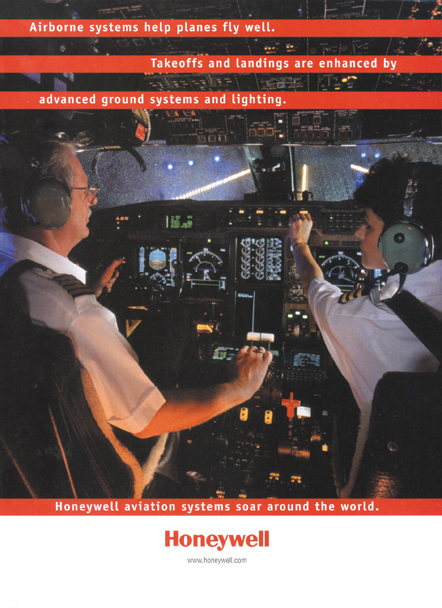 Airborne systems help planes fly well.
Takeoffs and landings are enhanced by
advanced ground systems and lighting.
Honeywell aviation systems soar around the world.
Honeywell
www.honeywell.com